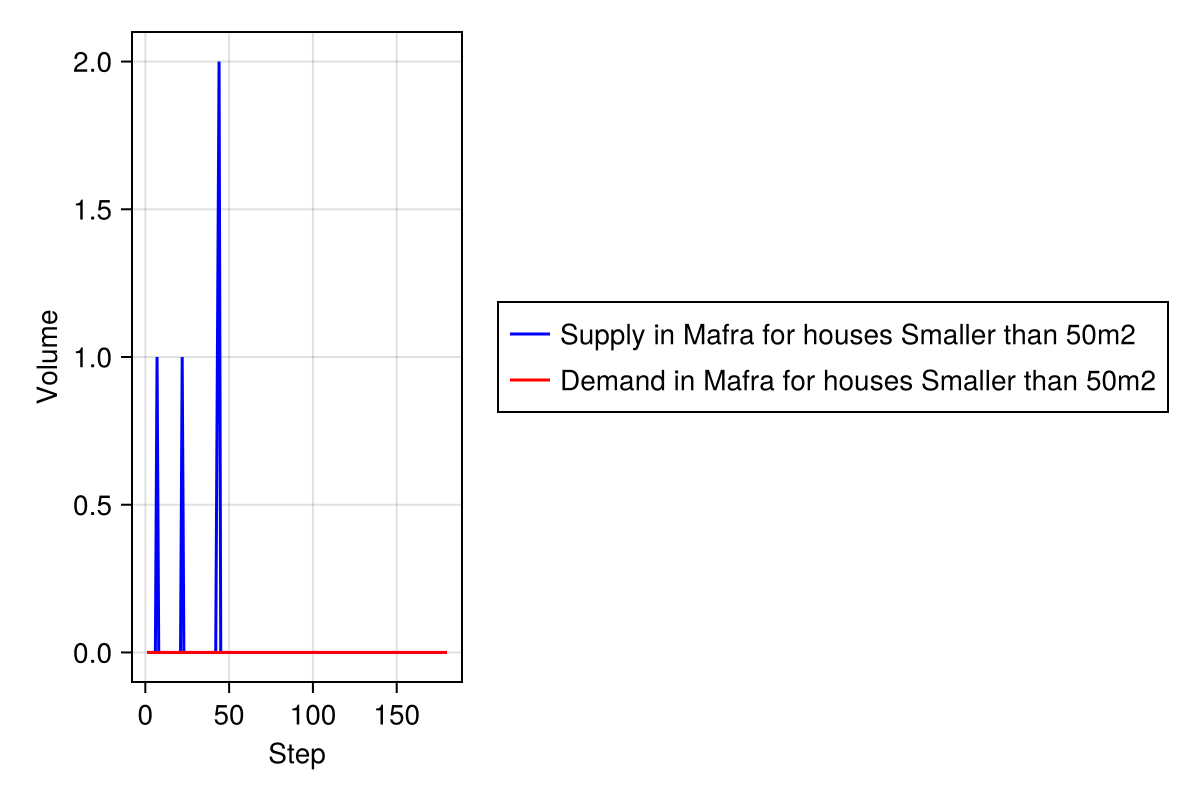 2.0
1.5
1.0
0.5
0.0
Volume
0 50 100 150
Step
Supply in Mafra for houses Smaller than 50m2
Demand in Mafra for houses Smaller than 50m2